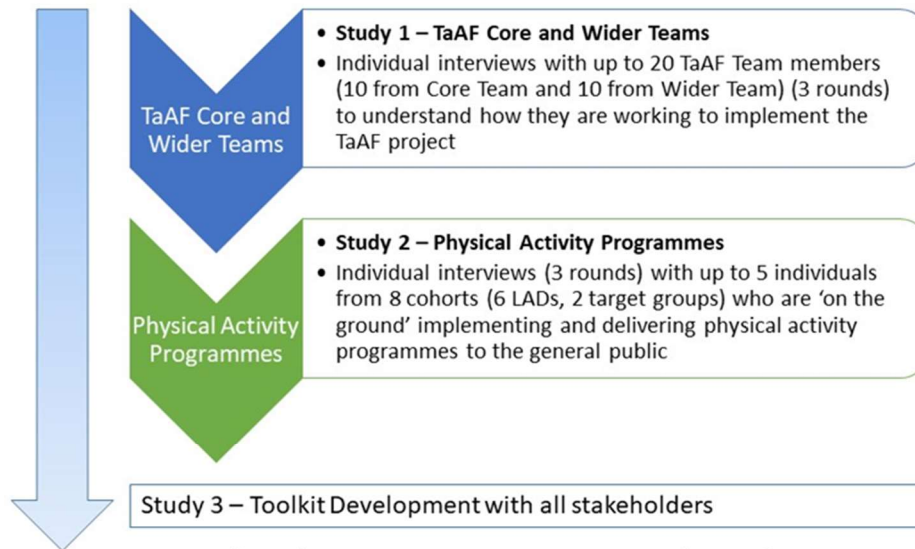 TaAF Core and
Wider Teams
• Study 1 – TaAF Core and Wider Teams
• Individual interviews with up to 20 TaAF Team members
(10 from Core Team and 10 from Wider Team) (3 rounds)
to understand how they are working to implement the
TaAF project
Physical Activity
Programmes
• Study 2 – Physical Activity Programmes
• Individual interviews (3 rounds) with up to 5 individuals
from 8 cohorts (6 LADs, 2 target groups) who are ‘on the
ground’ implementing and delivering physical activity
programmes to the general public
Study 3 – Toolkit Development with all stakeholders